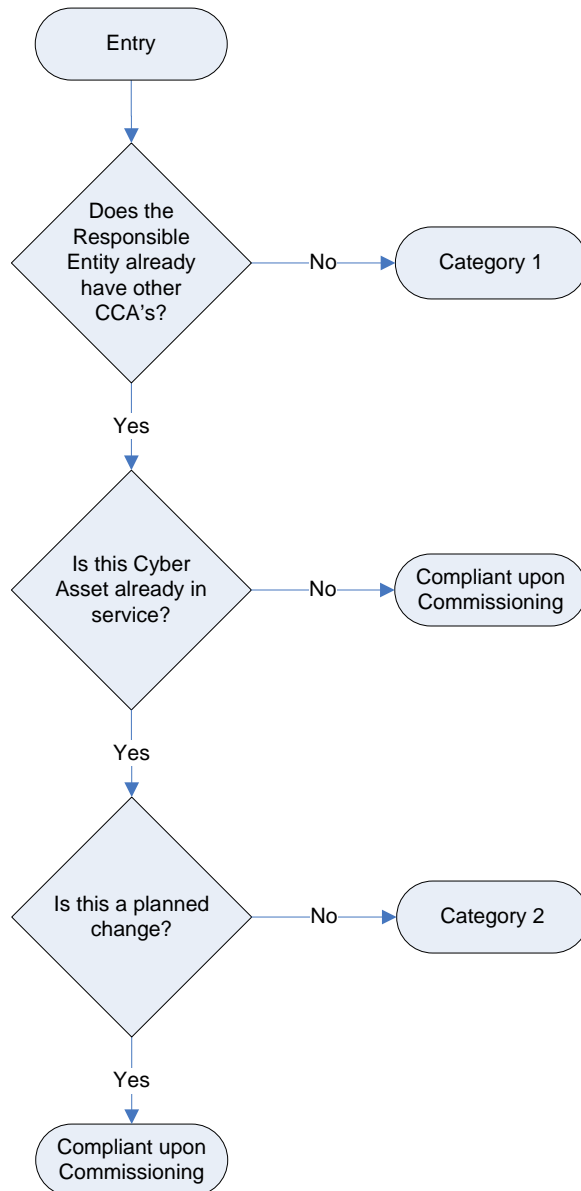 Entry
Does the
Responsible
Entity already
have other
CCA's?
No
Category 1
Yes
Is this Cyber
Asset already in
service?
No
Compliant upon
Commissioning
Yes
Is this a planned
change?
No
Category 2
Yes
Compliant upon
Commissioning